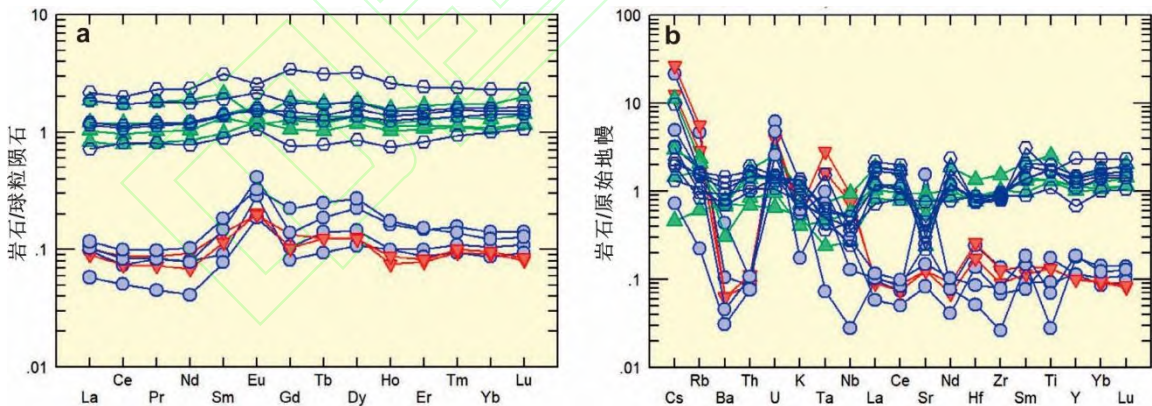 a
岩石/球粒陨石
10
1
.1
.01
Ce Nd Eu Tb Ho Tm Lu
La Pr Sm Gd Dy Er Yb
b
岩石/原始地幔
100
10
1
.1
.01
Rb Th K Nb Ce Nd Zr Ti Yb
Cs Ba U Ta La Sr Hf Sm Y Lu